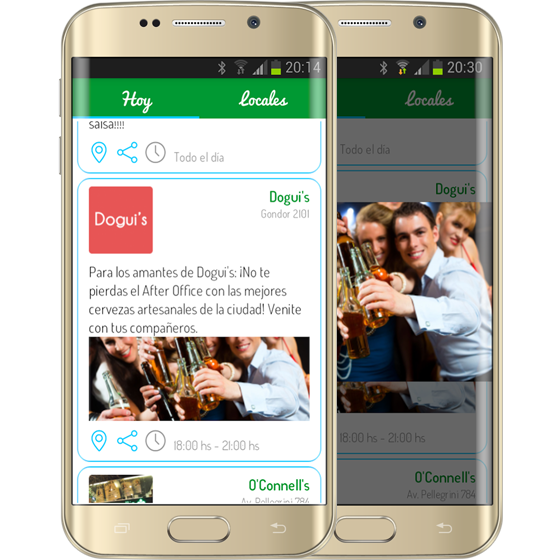 20:14
Hoy Locales
salsa!!!!
Todo el día
Dogui's
Dogui's
Gondor 2101
Para los amantes de Dogui's: ¡No te
pierdas el After Office con las mejores
cervezas artesanales de la ciudad! Venite
con tus compañeros.
18:00 hs - 21:00 hs
O'Connell's
Av. Pellegrini 784
20:30
Locales
Todo el día
Dogui's
18:00 hs - 21:00 hs
O'Connell's
Av. Pellegrini 784